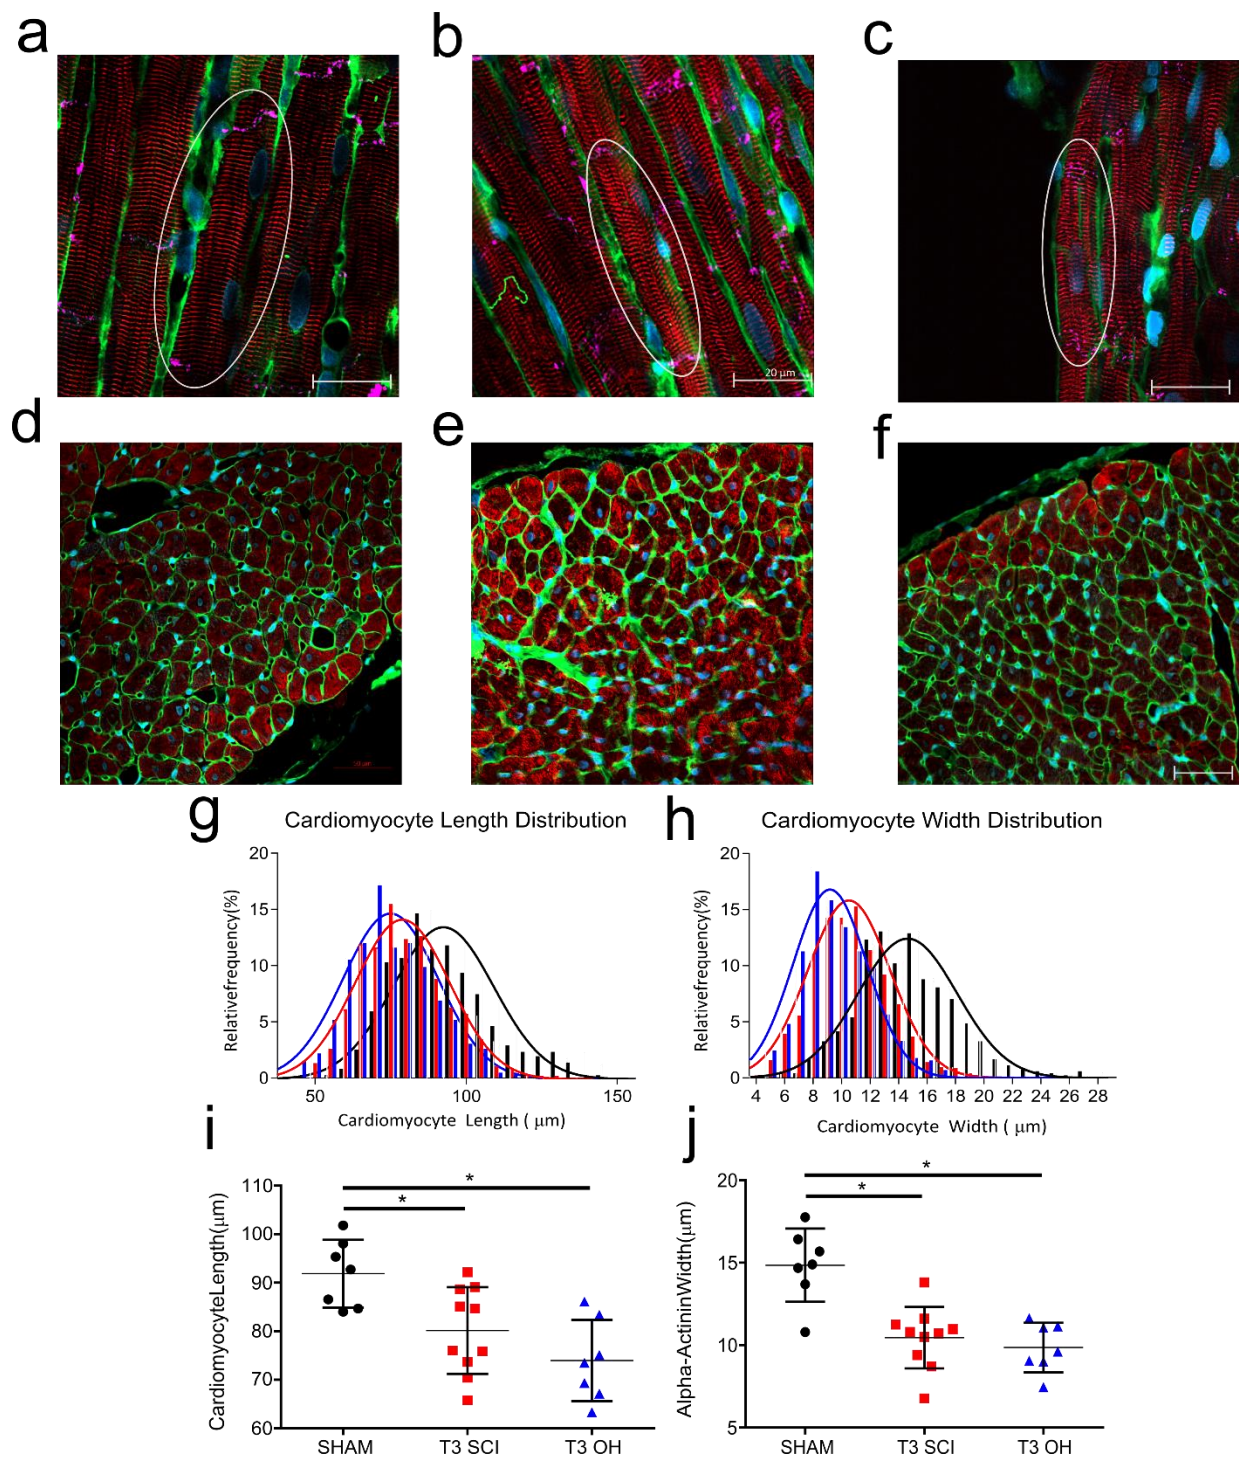 a
b
c
20 μm
d
e
f
g
Cardiomyocyte Length Distribution
h
Cardiomyocyte Width Distribution
Relativefrequency(%)
20
15
10
5
0
50
100
150
Cardiomyocyte Length ( μm)
Relativefrequency(%)
20
15
10
5
0
4 6 8 10 12 14 16 18 20 22 24 26 28
Cardiomyocyte Width ( μm)
i
CardiomyocyteLength(μm)
110
100
90
80
70
60
*
*
SHAM
T3 SCI
T3 OH
j
Alpha-ActininWidth(μm)
20
15
10
5
*
*
SHAM
T3 SCI
T3 OH